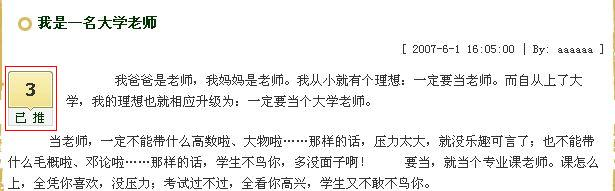 我是一名大学老师
[ 2007-6-1 16:05:00 | By: aaaaaa ]
3
已 推
我爸爸是老师，我妈妈是老师。我从小就有个理想：一定要当老师。而自从上了大
学，我的理想也就相应升级为：一定要当个大学老师。
当老师，一定不能带什么高数啦、大物啦……那样的话，压力太大，就没乐趣可言了；也不能带
什么毛概啦、邓论啦……那样的话，学生不鸟你，多没面子啊！ 要当，就当个专业课老师。课怎么
上，全凭你喜欢，没压力；考试过不过，全看你高兴，学生又不敢不鸟你。